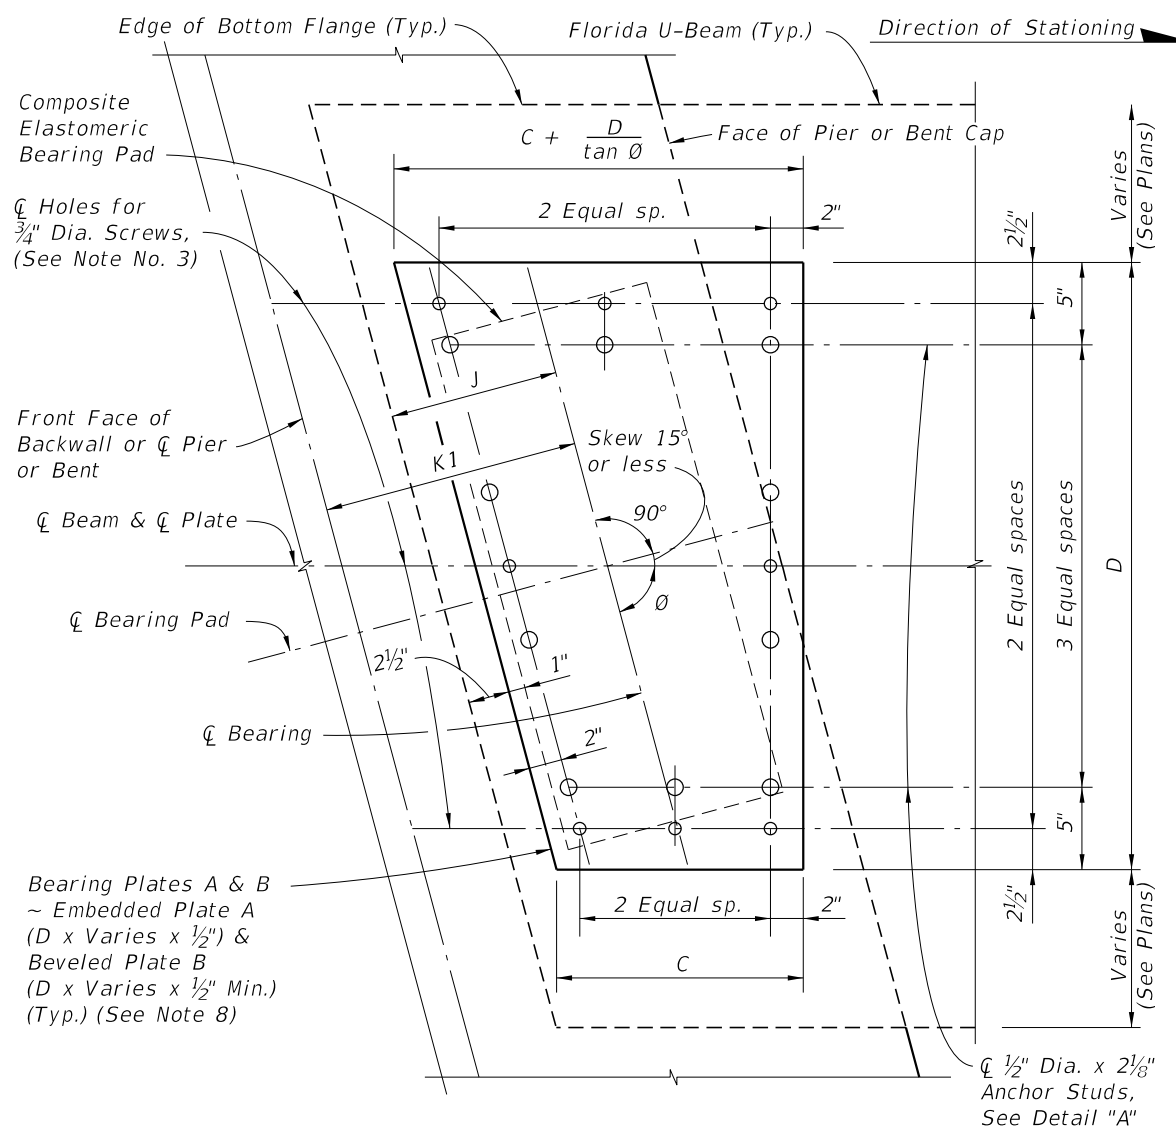 Edge of Bottom Flange (Typ.)
Florida U-Beam (Typ.)
Direction of Stationing
Composite
Elastomeric
Bearing Pad
C + D/tan Ø
Face of Pier or Bent Cap
Varies
(See Plans)
℄ Holes for
¾" Dia. Screws,
(See Note No. 3)
2 Equal sp.
2"
2½"
5"
J
Front Face of
Backwall or ℄ Pier
or Bent
K1
Skew 15°
or less
90°
Ø
℄ Beam & ℄ Plate
℄ Bearing Pad
2 Equal spaces
3 Equal spaces
D
2½"
1"
℄ Bearing
2"
5"
2½"
Bearing Plates A & B
~ Embedded Plate A
(D x Varies x ½") &
Beveled Plate B
(D x Varies x ½" Min.)
(Typ.) (See Note 8)
2 Equal sp.
2"
C
Varies
(See Plans)
℄ ½" Dia. x 2⅛"
Anchor Studs,
See Detail "A"